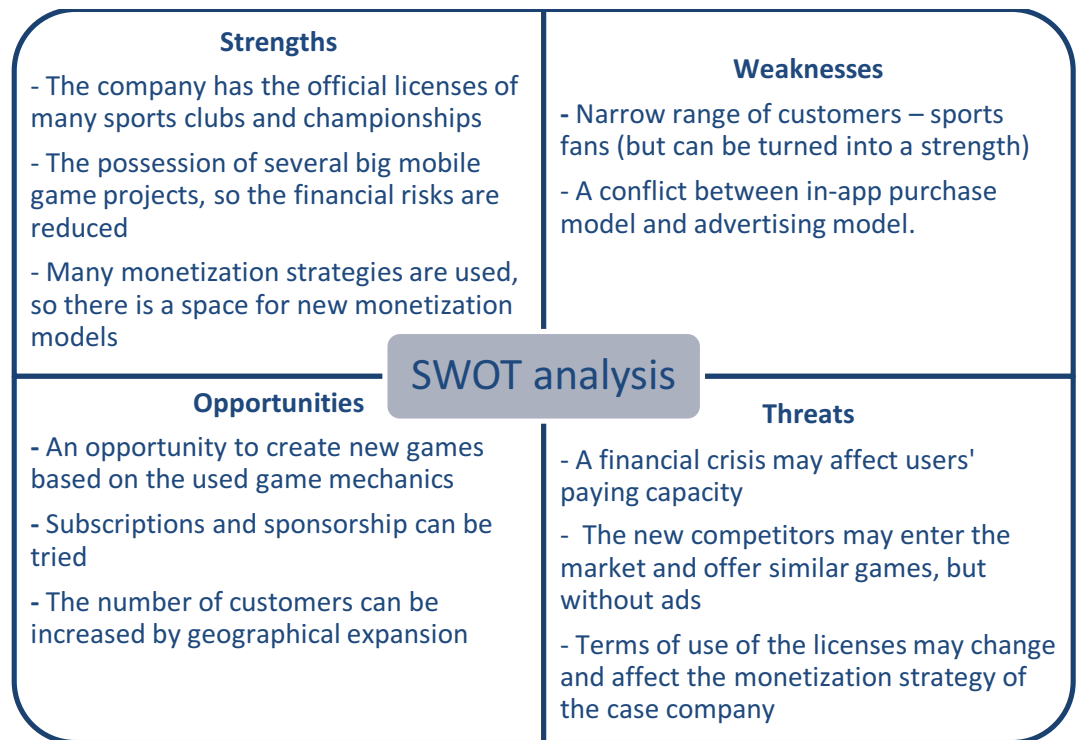 Strengths
- The company has the official licenses of
many sports clubs and championships
- The possession of several big mobile
game projects, so the financial risks are
reduced
- Many monetization strategies are used,
so there is a space for new monetization
models
Weaknesses
- Narrow range of customers – sports
fans (but can be turned into a strength)
- A conflict between in-app purchase
model and advertising model.
SWOT analysis
Opportunities
- An opportunity to create new games
based on the used game mechanics
- Subscriptions and sponsorship can be
tried
- The number of customers can be
increased by geographical expansion
Threats
- A financial crisis may affect users'
paying capacity
- The new competitors may enter the
market and offer similar games, but
without ads
- Terms of use of the licenses may change
and affect the monetization strategy of
the case company